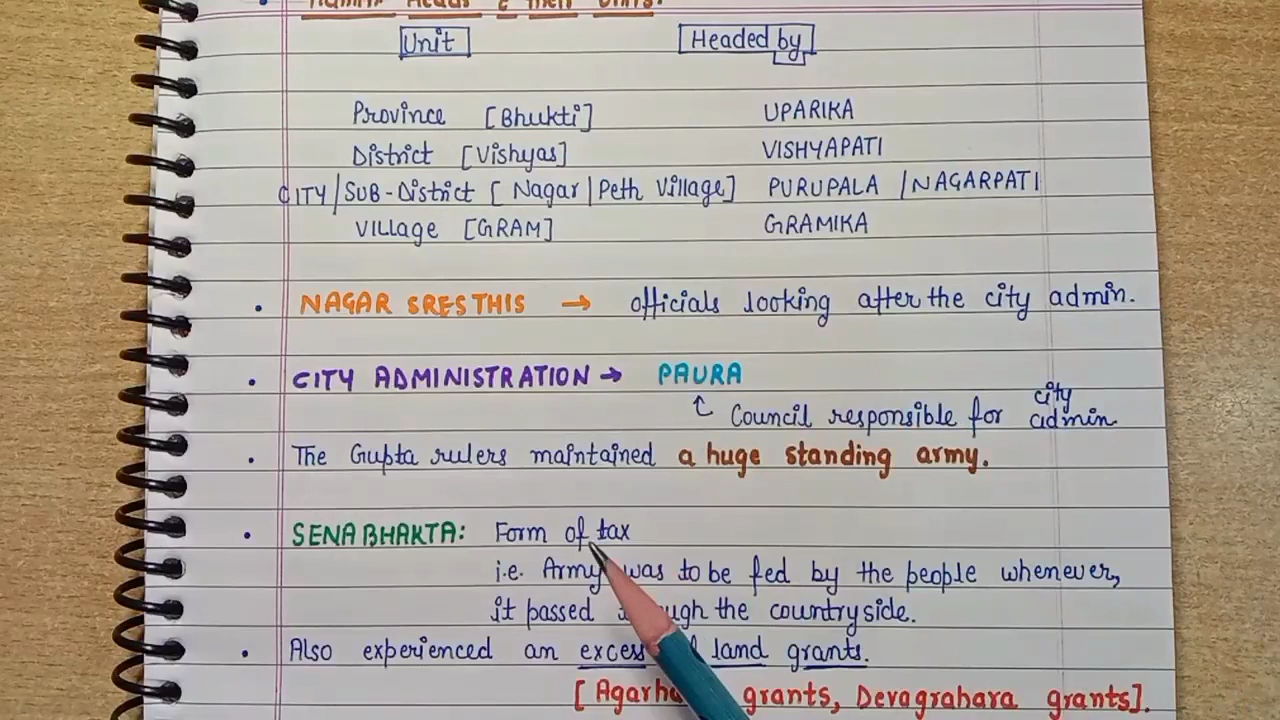 Unit Headed by
Province [Bhukti] UPARIKA
District [Vishyas] VISHYAPATI
CITY/SUB-District [Nagar|Peth Village] PURUPALA /NAGARPATI
Village [GRAM] GRAMIKA
• NAGAR SRESTHIS → officials looking after the city admin.
• CITY ADMINISTRATION → PAURA
Council responsible for city admin
• The Gupta rulers maintained a huge standing army.
• SENABHAKTA: Form of tax
i.e. Army was to be fed by the people whenever,
it passed the countryside.
• Also experienced an land grants.
[ grants, Devagrahara grants].